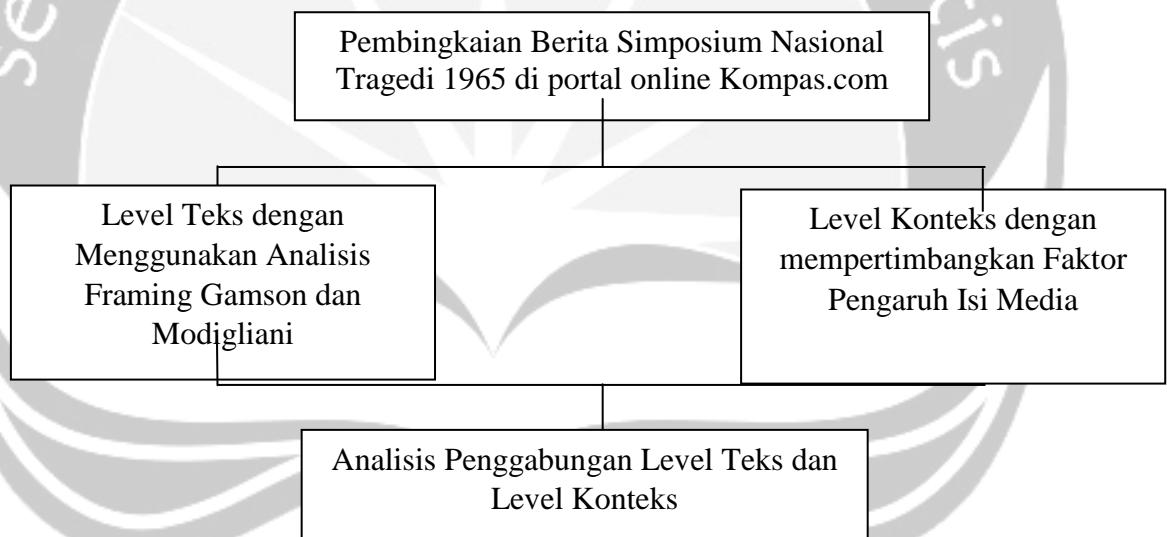 Pembingkaian Berita Simposium Nasional
Tragedi 1965 di portal online Kompas.com
Level Teks dengan
Menggunakan Analisis
Framing Gamson dan
Modigliani
Level Konteks dengan
mempertimbangkan Faktor
Pengaruh Isi Media
Analisis Penggabungan Level Teks dan
Level Konteks